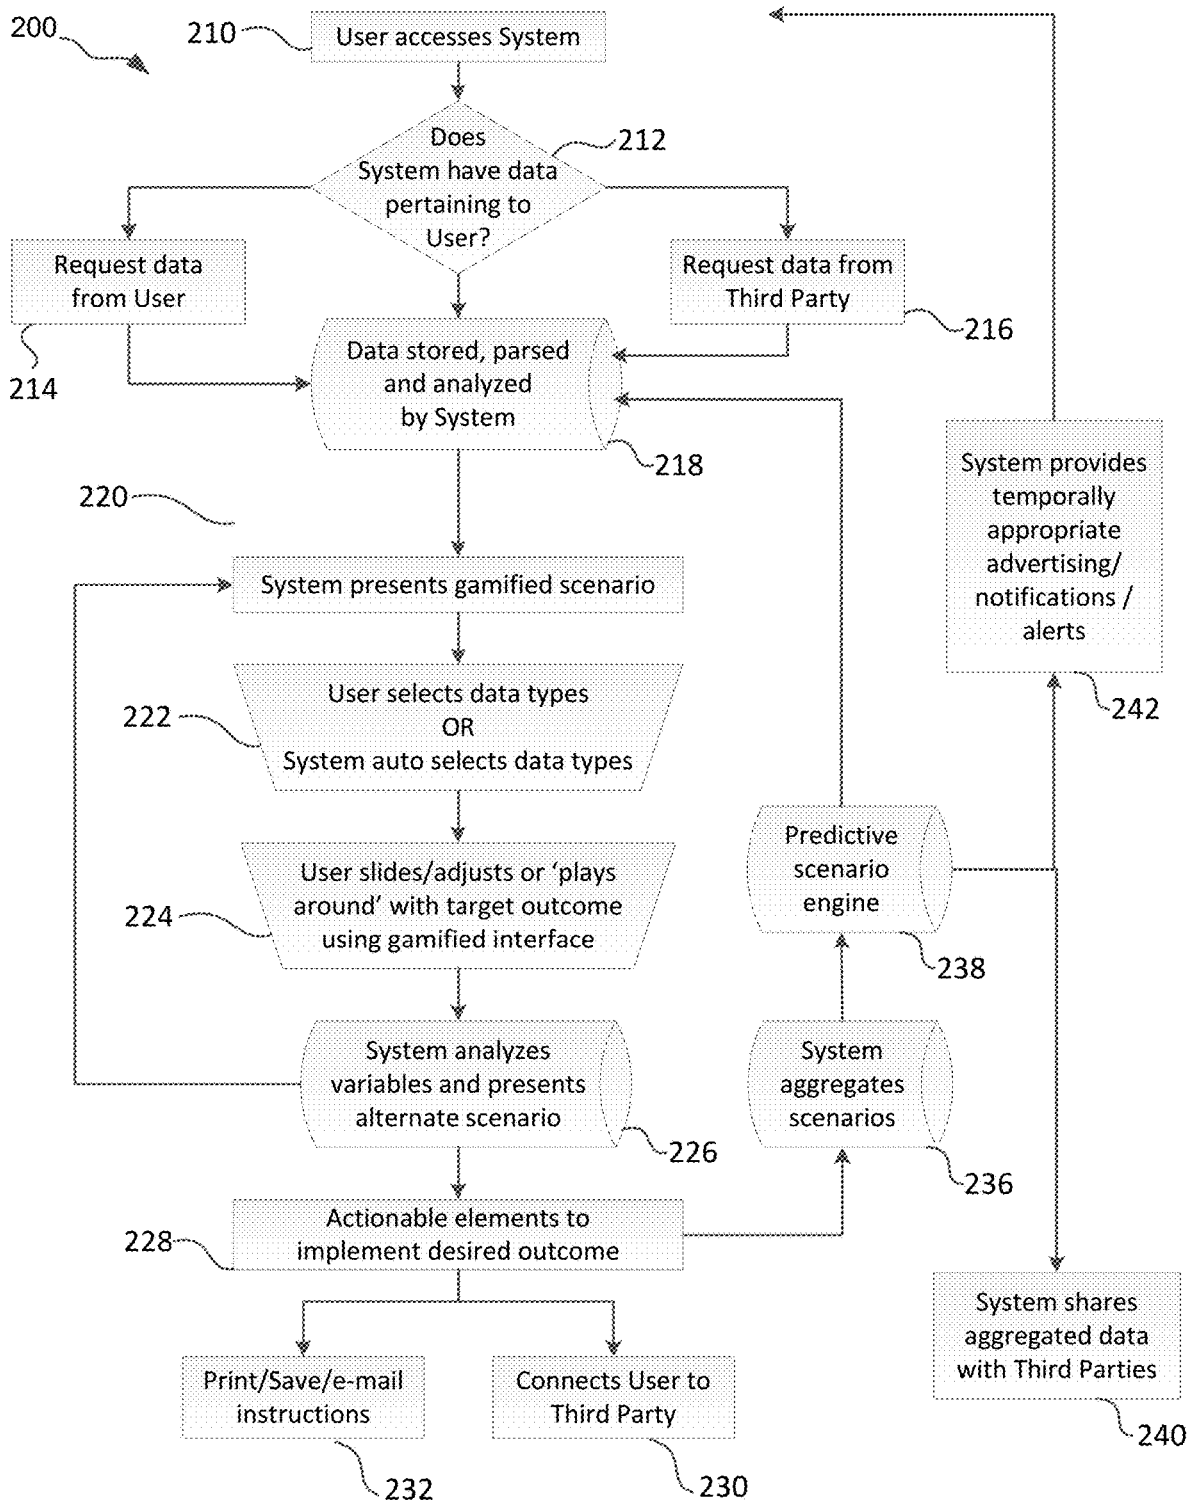 200
210
User accesses System
Does
System have data
pertaining to
User?
212
Request data
from User
214
Request data from
Third Party
216
Data stored, parsed
and analyzed
by System
218
220
System presents gamified scenario
User selects data types
OR
System auto selects data types
222
User slides/adjusts or ‘plays
around’ with target outcome
using gamified interface
224
System analyzes
variables and presents
alternate scenario
226
Actionable elements to
implement desired outcome
228
Print/Save/e-mail
instructions
232
Connects User to
Third Party
230
System
aggregates
scenarios
236
Predictive
scenario
engine
238
System provides
temporally
appropriate
advertising/
notifications /
alerts
242
System shares
aggregated data
with Third Parties
240